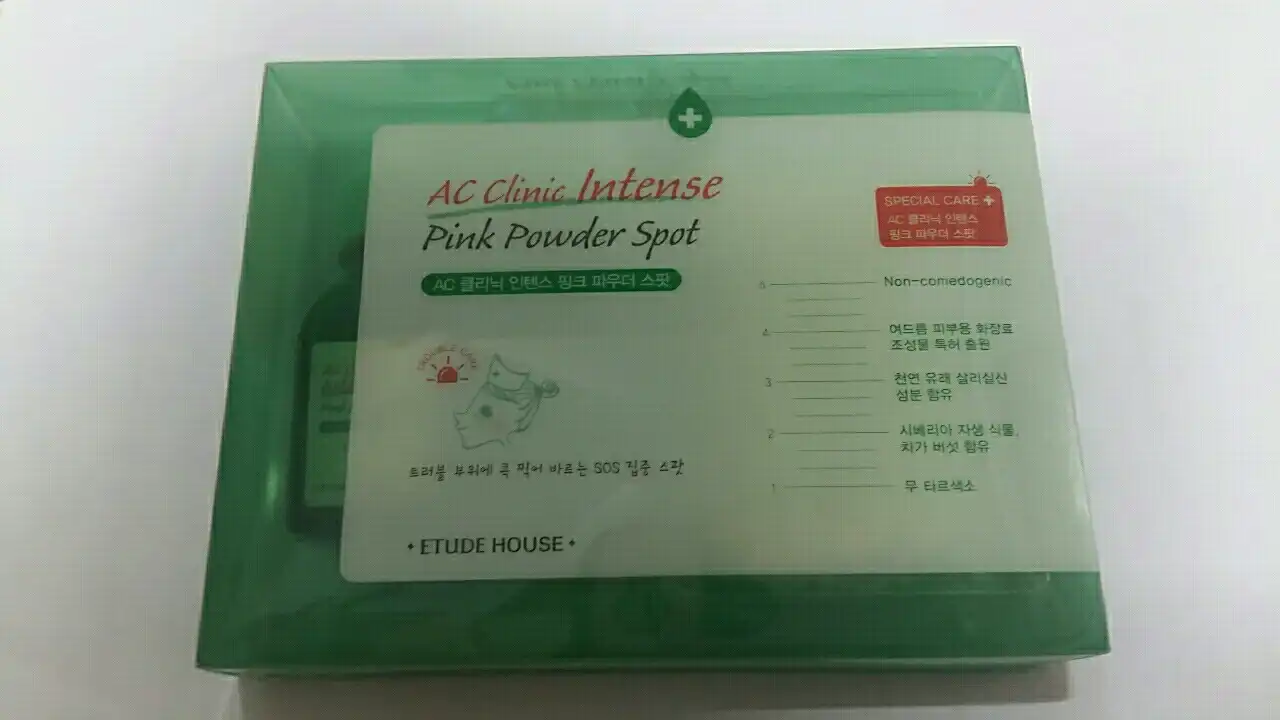 AC Clinic Intense
Pink Powder Spot
AC 클리닉 인텐스 핑크 파우더 스팟
TROUBLE CARE
트러블 부위에 콕 찍어 바르는 SOS 집중 스팟
ETUDE HOUSE
SPECIAL CARE +
AC 클리닉 인텐스
핑크 파우더 스팟
5 Non-comedogenic
4 여드름 피부용 화장료
조성물 특허 출원
3 천연 유래 살리실산
성분 함유
2 시베리아 자생 식물,
차가 버섯 함유
1 무 타르색소